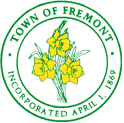 TOWN OF FREMONT
INCORPORATED APRIL 1, 1869